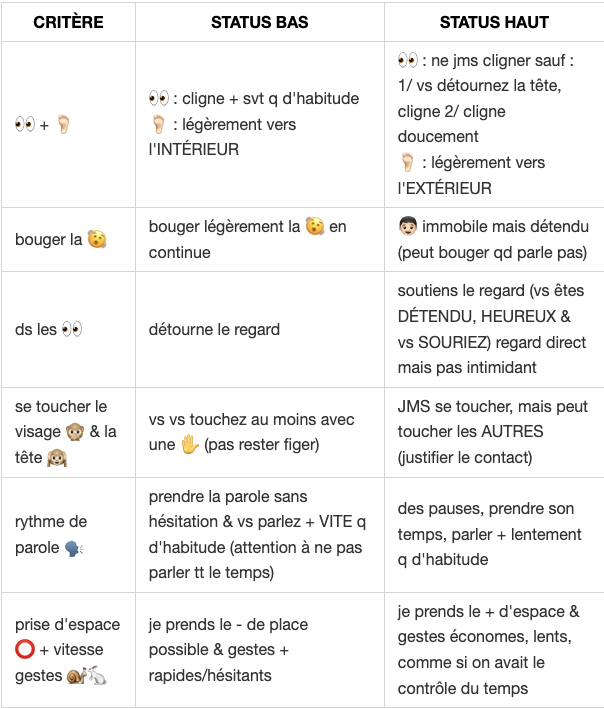 CRITÈRE
STATUS BAS
STATUS HAUT
👀 + 🦶🏻
👀 : cligne + svt q d'habitude
🦶🏻 : légèrement vers
l'INTÉRIEUR
👀 : ne jms cligner sauf :
1/ vs détournez la tête,
cligne 2/ cligne
doucement
🦶🏻 : légèrement vers
l'EXTÉRIEUR
bouger la 🥳
bouger légèrement la 🥳 en
continue
👦🏻 immobile mais détendu
(peut bouger qd parle pas)
ds les 👀
détourne le regard
soutiens le regard (vs êtes
DÉTENDU, HEUREUX &
vs SOURIEZ) regard direct
mais pas intimidant
se toucher le
visage 🙊 & la
tête 🙉
vs vs touchez au moins avec
une ✋ (pas rester figer)
JMS se toucher, mais peut
toucher les AUTRES
(justifier le contact)
rytme de
parole 🗣️
prendre la parole sans
hésitation & vs parlez + VITE q
d'habitude (attention à ne pas
parler tt le temps)
des pauses, prendre son
temps, parler + lentement
q d'habitude
prise d'espace
⭕ + vitesse
gestes 🐌🐇
je prends le - de place
possible & gestes +
rapides/hésitants
je prends le + d'espace &
gestes économes, lents,
comme si on avait le
contrôle du temps